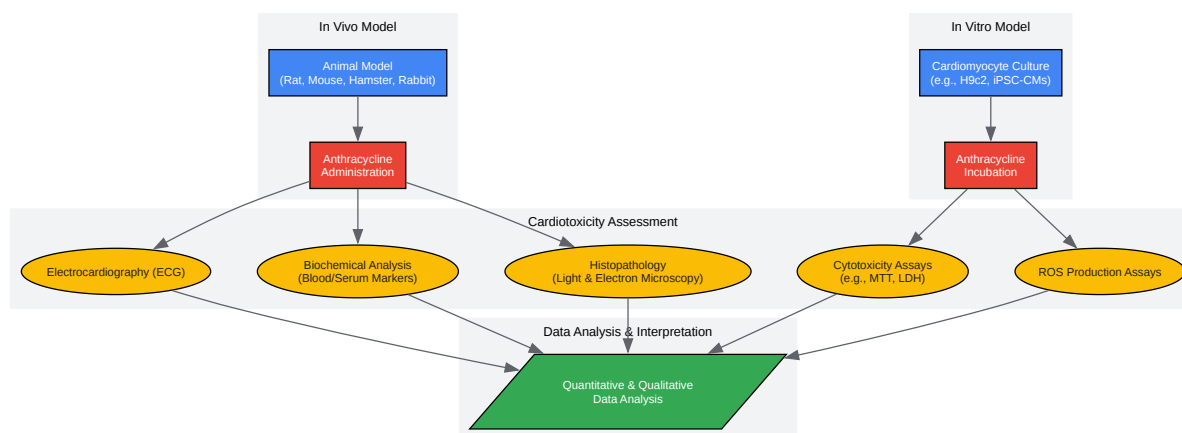 In Vivo Model
In Vitro Model
Animal Model
(Rat, Mouse, Hamster, Rabbit)
Cardiomyocyte Culture
(e.g., H9c2, iPSC-CMs)
Anthracycline
Administration
Anthracycline
Incubation
Cardiotoxicity Assessment
Electrocardiography (ECG)
Biochemical Analysis
(Blood/Serum Markers)
Histopathology
(Light & Electron Microscopy)
Cytotoxicity Assays
(e.g., MTT, LDH)
ROS Production Assays
Data Analysis & Interpretation
Quantitative & Qualitative
Data Analysis